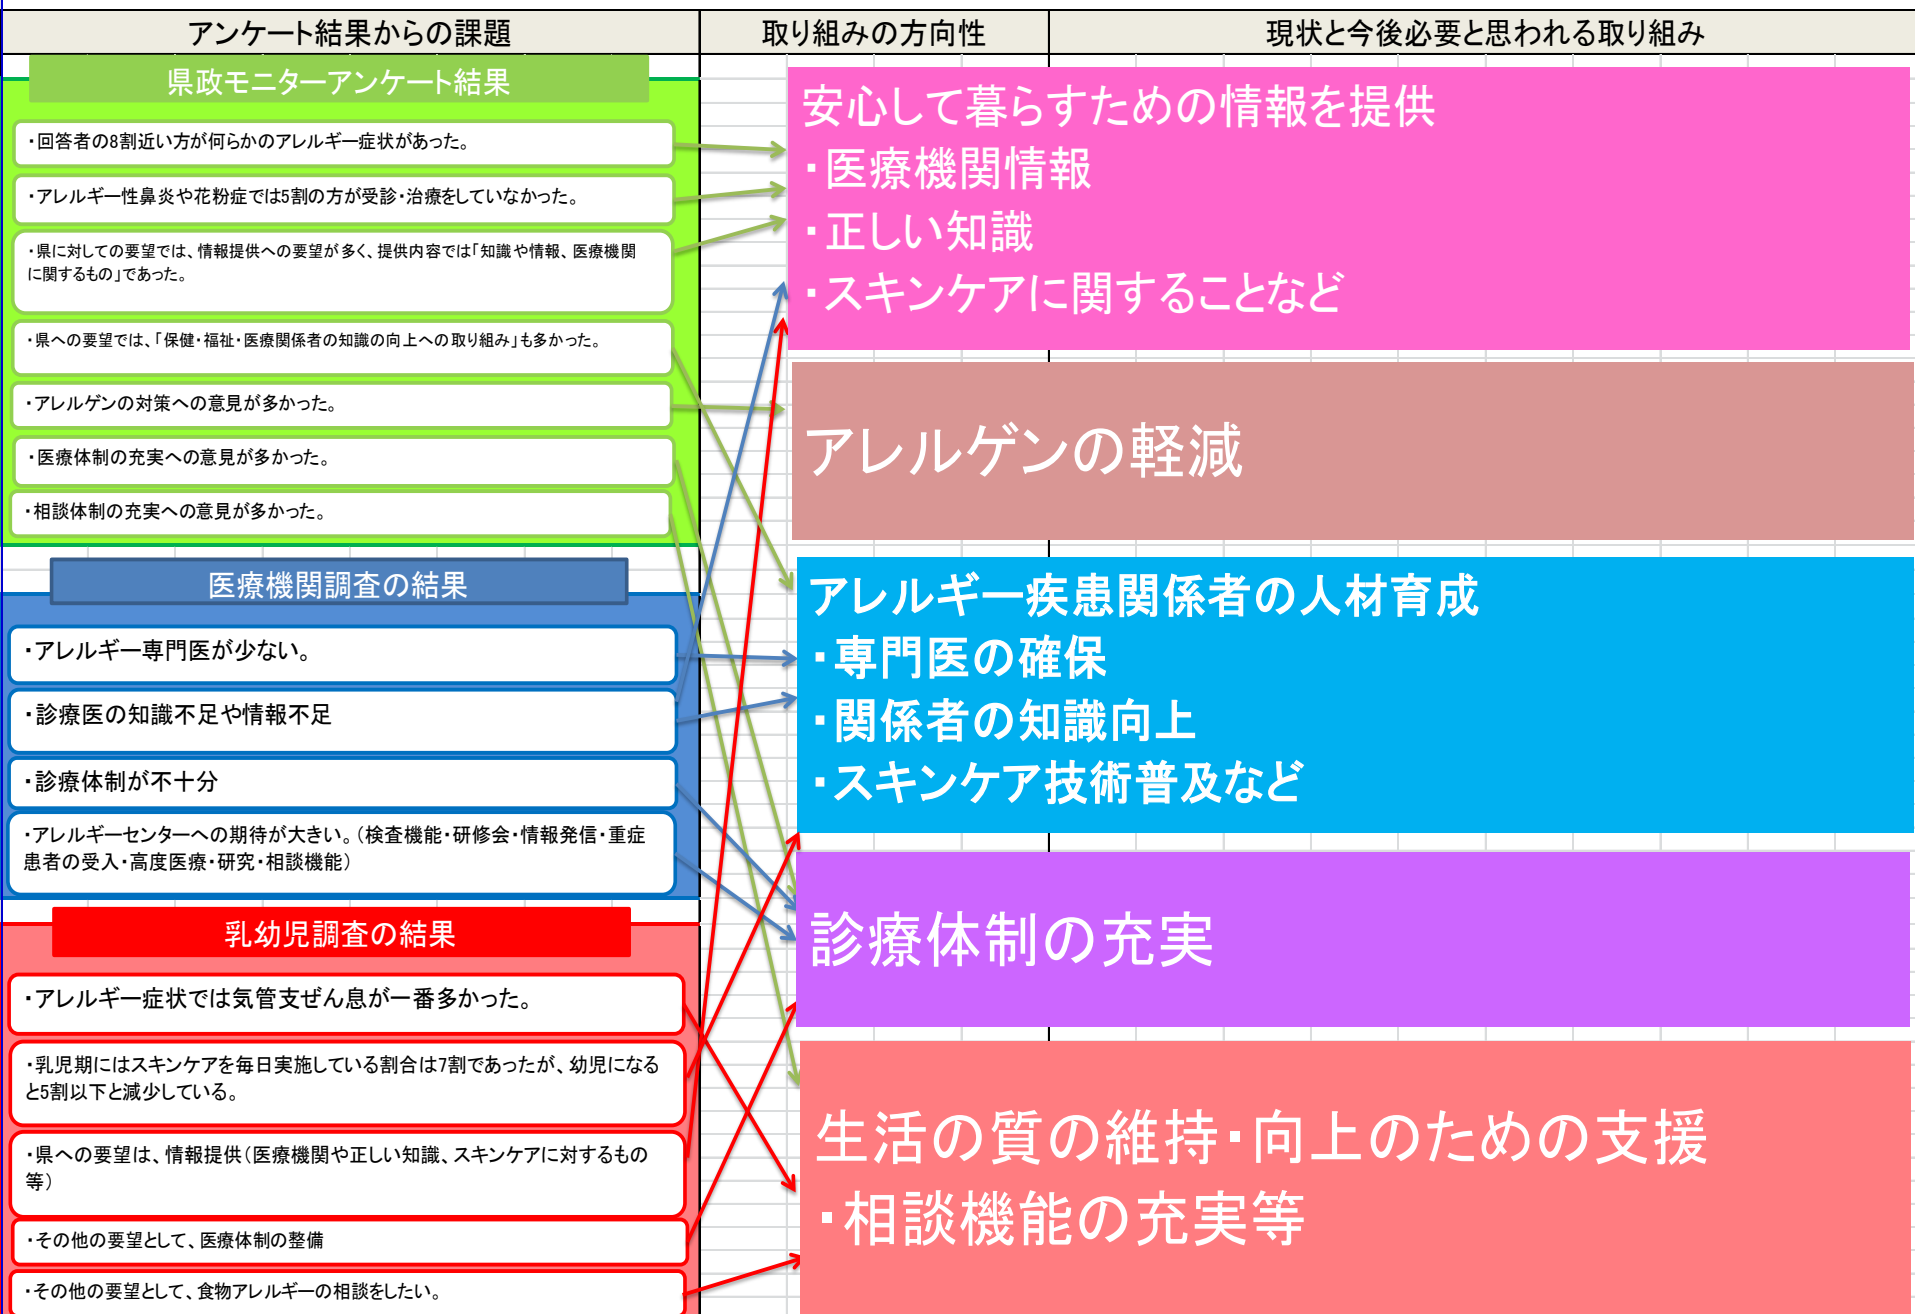 アンケート結果からの課題
取り組みの方向性
現状と今後必要と思われる取り組み
県政モニターアンケート結果
・回答者の8割近い方が何らかのアレルギー症状があった。
・アレルギー性鼻炎や花粉症では5割の方が受診・治療をしていなかった。
・県に対しての要望では、情報提供への要望が多く、提供内容では「知識や情報、医療機関
に関するもの」であった。
・県への要望では、「保健・福祉・医療関係者の知識の向上への取り組み」も多かった。
・アレルゲンの対策への意見が多かった。
・医療体制の充実への意見が多かった。
・相談体制の充実への意見が多かった。
医療機関調査の結果
・アレルギー専門医が少ない。
・診療医の知識不足や情報不足
・診療体制が不十分
・アレルギーセンターへの期待が大きい。（検査機能・研修会・情報発信・重症
患者の受入・高度医療・研究・相談機能）
乳幼児調査の結果
・アレルギー症状では気管支ぜん息が一番多かった。
・乳児期にはスキンケアを毎日実施している割合は7割であったが、幼児になる
と5割以下と減少している。
・県への要望は、情報提供（医療機関や正しい知識、スキンケアに対するもの
等）
・その他の要望として、医療体制の整備
・その他の要望として、食物アレルギーの相談をしたい。
安心して暮らすための情報を提供
・医療機関情報
・正しい知識
・スキンケアに関することなど
アレルゲンの軽減
アレルギー疾患関係者の人材育成
・専門医の確保
・関係者の知識向上
・スキンケア技術普及など
診療体制の充実
生活の質の維持・向上のための支援
・相談機能の充実等